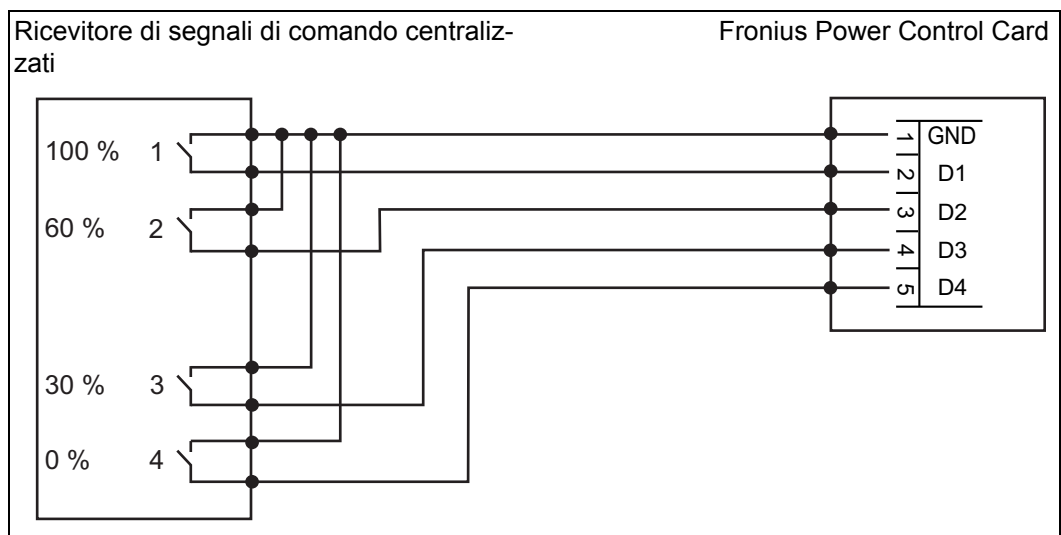 Ricevitore di segnali di comando centraliz-
zati
Fronius Power Control Card
100 % 1
60 % 2
30 % 3
0 % 4
1 GND
2 D1
3 D2
4 D3
5 D4